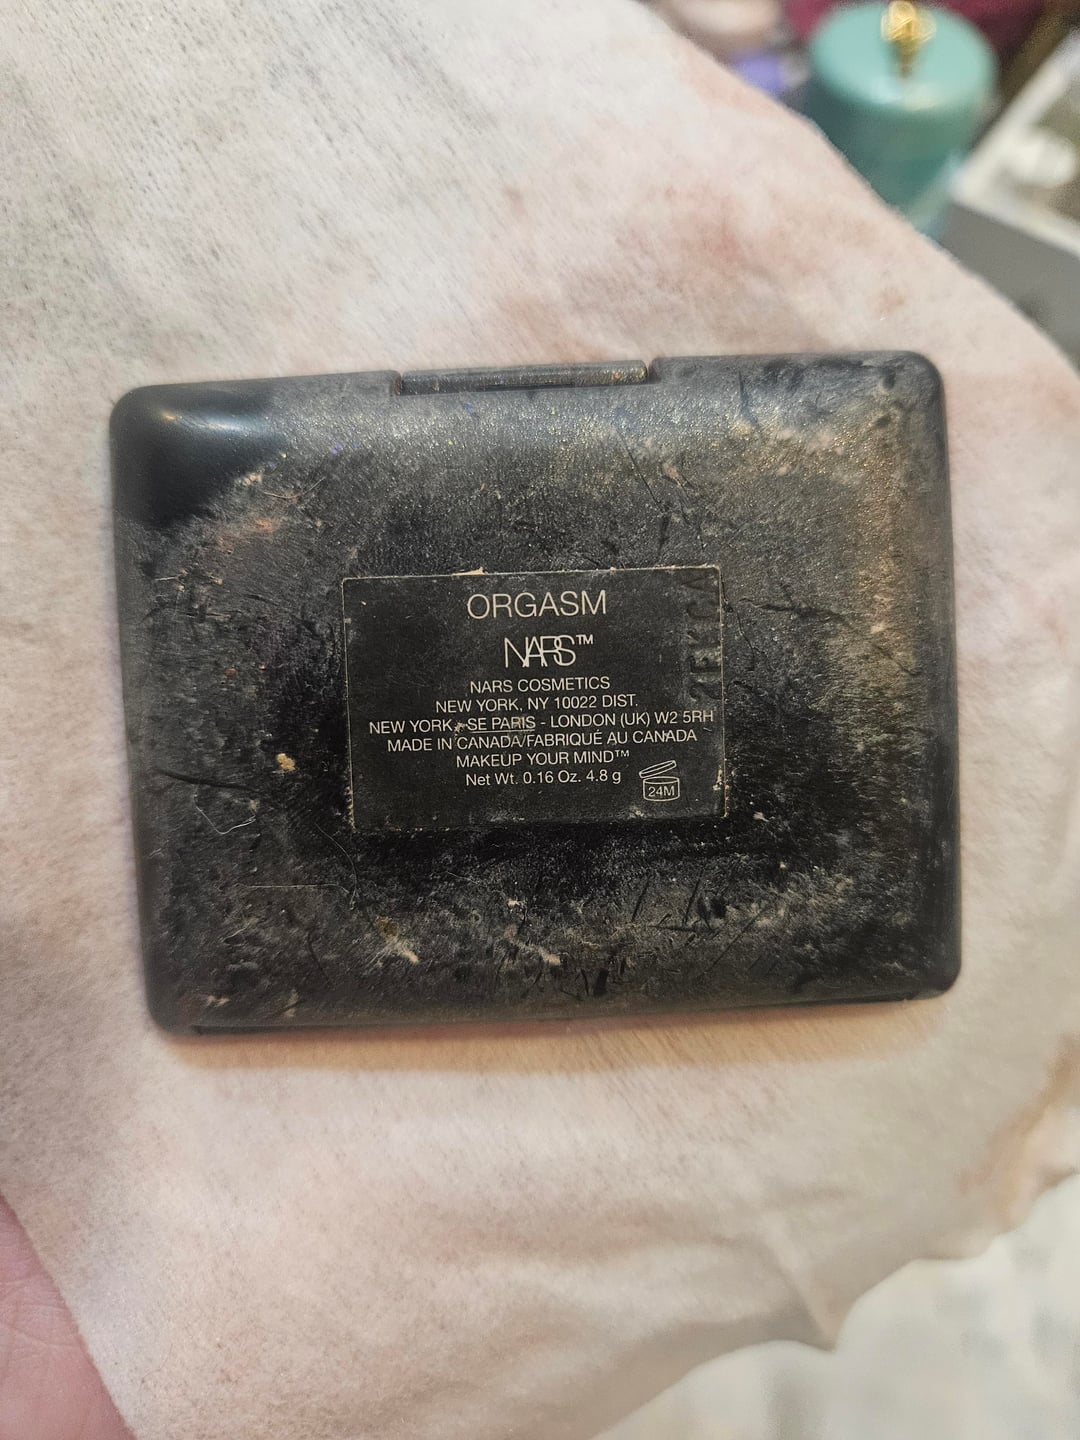 ORGASM
NARS™
NARS COSMETICS
NEW YORK, NY 10022 DIST.
NEW YORK - SE PARIS - LONDON (UK) W2 5RH
MADE IN CANADA/FABRIQUÉ AU CANADA
MAKEUP YOUR MIND™
Net Wt. 0.16 Oz. 4.8 g
24M